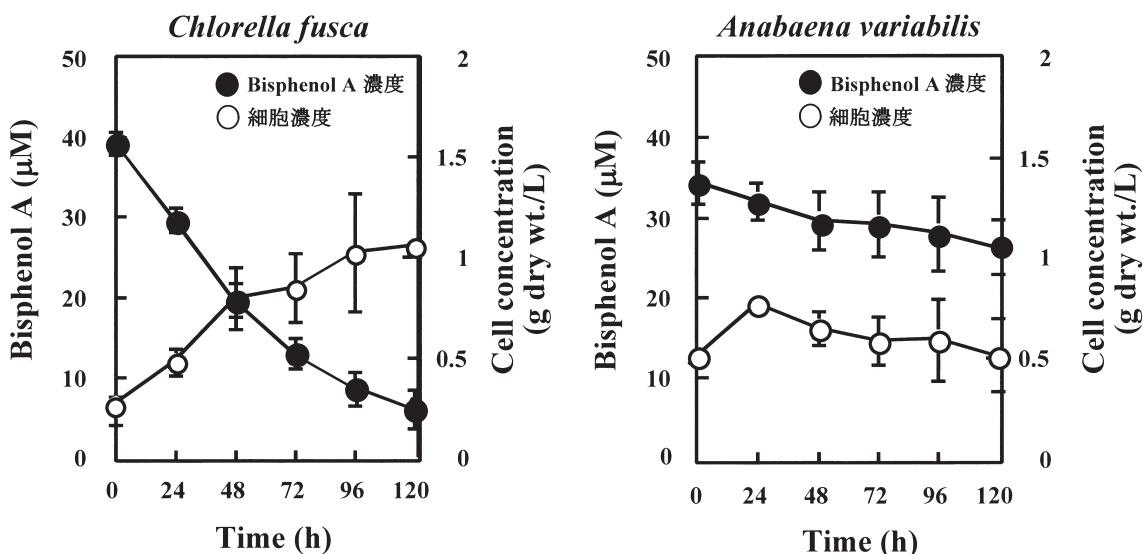 Chlorella fusca
Bisphenol A (μM)
50
40
30
20
10
0
Bisphenol A 濃度
細胞濃度
2
1.5
1
0.5
0
Cell concentration
(g dry wt./L)
0 24 48 72 96 120
Time (h)
Anabaena variabilis
Bisphenol A (μM)
50
40
30
20
10
0
Bisphenol A 濃度
細胞濃度
2
1.5
1
0.5
0
Cell concentration
(g dry wt./L)
0 24 48 72 96 120
Time (h)